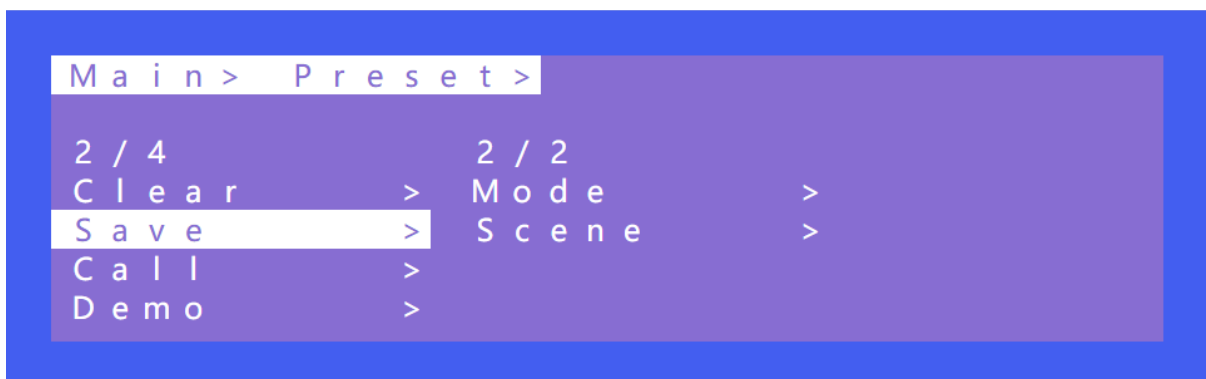 Main> Preset>
2/4 2/2
Clear > Mode >
Save > Scene >
Call >
Demo >